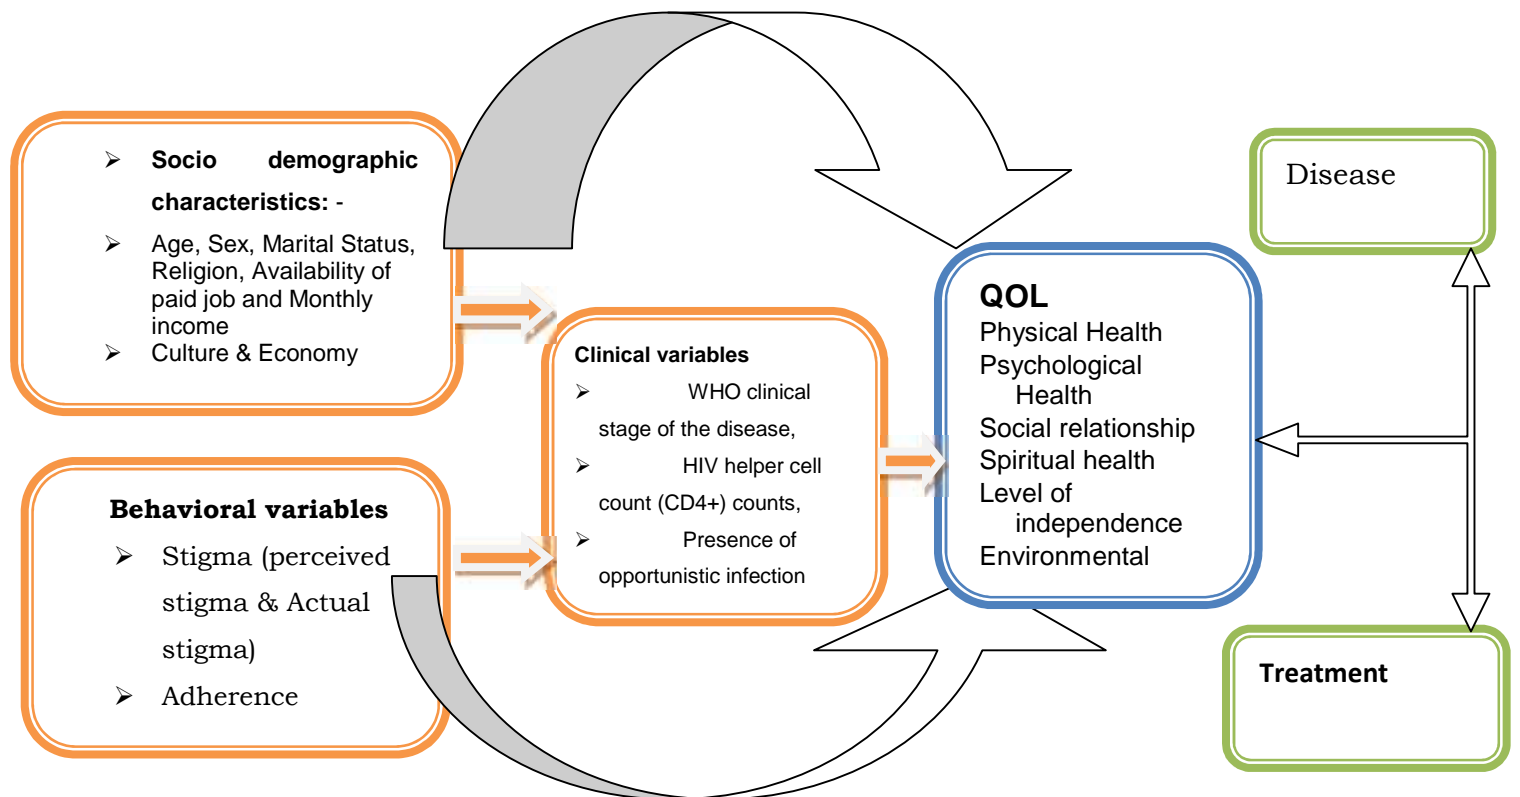 ➢ Socio demographic
characteristics: -
➢ Age, Sex, Marital Status,
Religion, Availability of
paid job and Monthly
income
➢ Culture & Economy
Behavioral variables
➢ Stigma (perceived
stigma & Actual
stigma)
➢ Adherence
Clinical variables
➢ WHO clinical
stage of the disease,
➢ HIV helper cell
count (CD4+) counts,
➢ Presence of
opportunistic infection
QOL
Physical Health
Psychological
Health
Social relationship
Spiritual health
Level of
independence
Environmental
Disease
Treatment